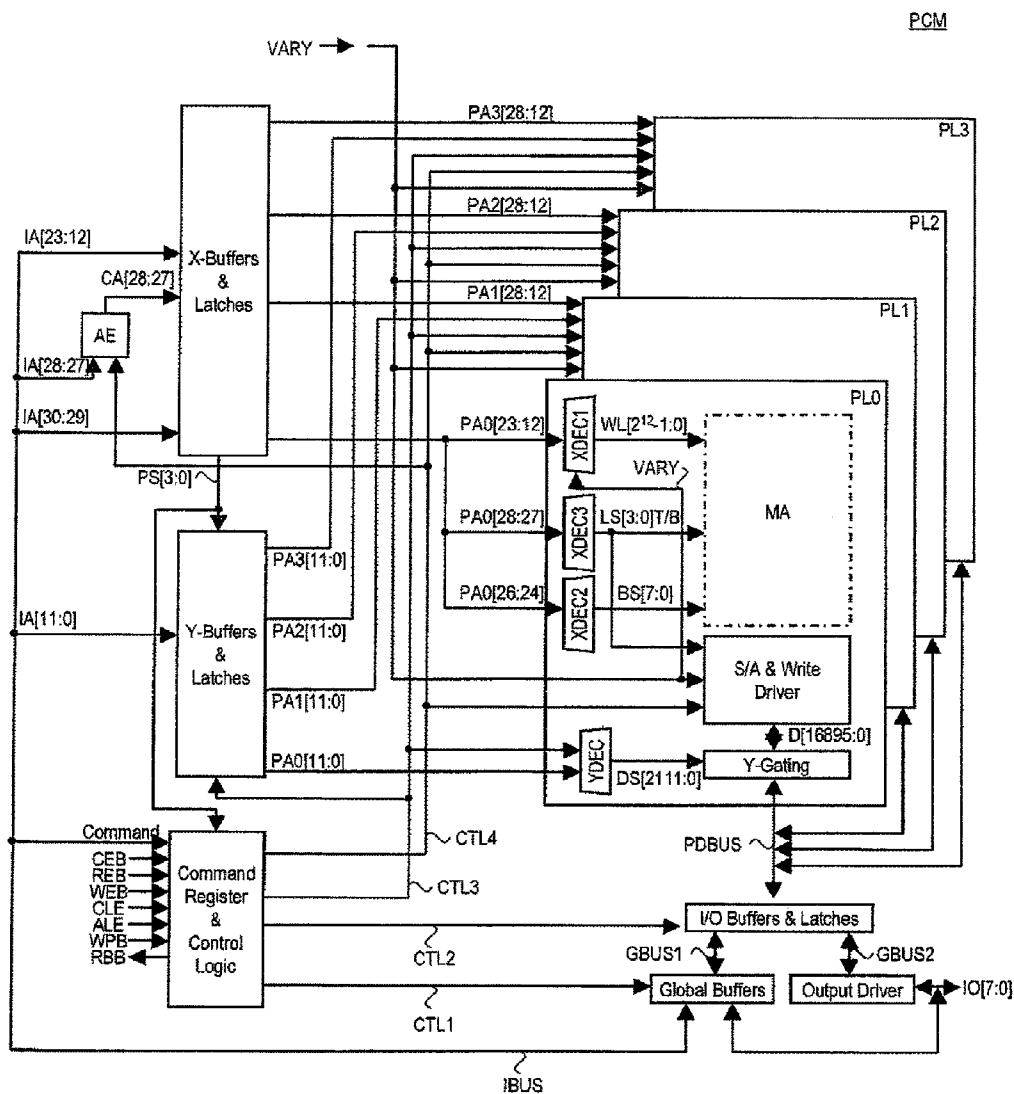 PCM
VARY
PA3[28:12]
PL3
PA2[28:12]
PL2
IA[23:12]
X-Buffers
&
Latches
CA[28:27]
PA1[28:12]
PL1
AE
IA[28:27]
PL0
IA[30:29]
PA0[23:12]
XDEC1
WL[2¹²-1:0]
PS[3:0]
VARY
MA
PA0[28:27]
XDEC3
LS[3:0]T/B
PA3[11:0]
PA0[26:24]
XDEC2
BS[7:0]
IA[11:0]
PA2[11:0]
Y-Buffers
&
Latches
S/A & Write
Driver
PA1[11:0]
D[16895:0]
PA0[11:0]
YDEC
DS[2111:0]
Y-Gating
Command
CEB
REB
WEB
CLE
ALE
WPB
RBB
Command
Register
&
Control
Logic
CTL4
PDBUS
CTL3
I/O Buffers & Latches
CTL2
GBUS1
GBUS2
Global Buffers
Output Driver
IO[7:0]
CTL1
IBUS